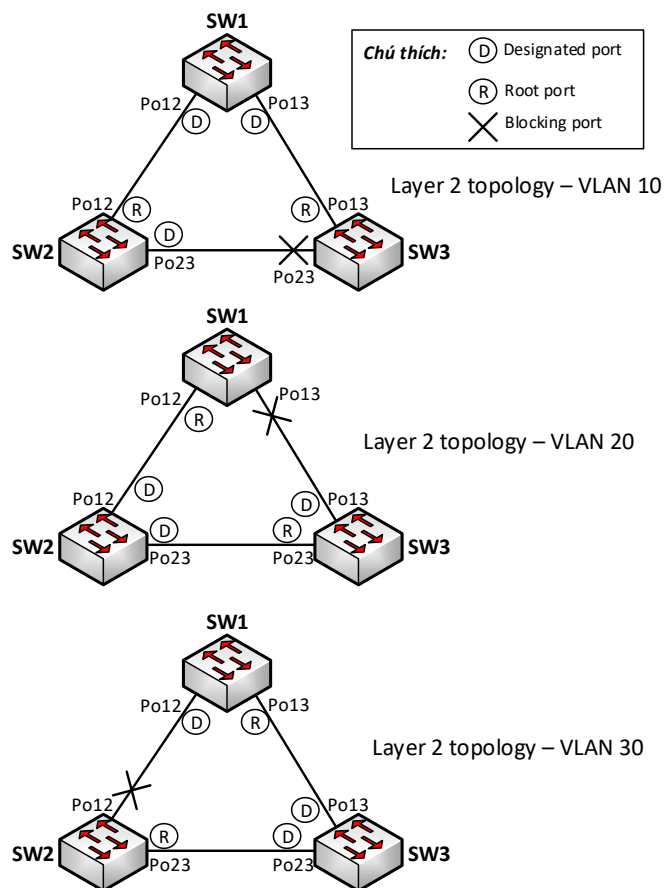 SW1
Chú thích: D Designated port
Po12 Po13
D D
R Root port
Blocking port
Layer 2 topology – VLAN 10
Po12 R R Po13
D
SW2 Po23 Po23 SW3
SW1
Po12 Po13
R
Layer 2 topology – VLAN 20
Po12 D D Po13
D R
SW2 Po23 Po23 SW3
SW1
Po12 Po13
D R
Layer 2 topology – VLAN 30
Po12 D Po13
R D
SW2 Po23 Po23 SW3